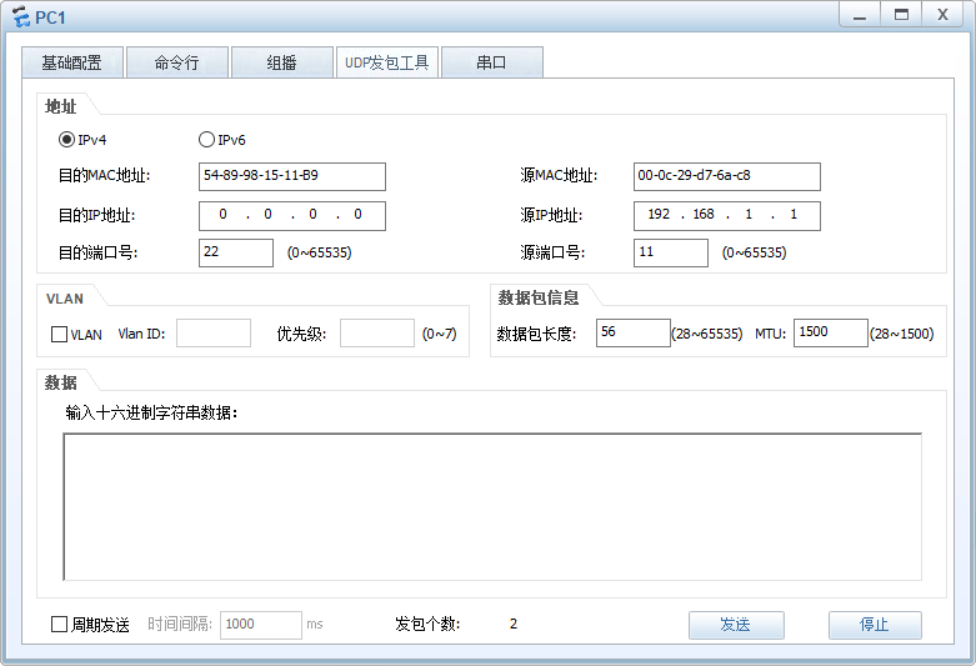 PC1
基础配置 命令行 组播 UDP发包工具 串口
地址
IPv4 IPv6
目的MAC地址: 54-89-98-15-11-B9 源MAC地址: 00-0c-29-d7-6a-c8
目的IP地址: 0 . 0 . 0 . 0 源IP地址: 192 . 168 . 1 . 1
目的端口号: 22 (0~65535) 源端口号: 11 (0~65535)
VLAN 数据包信息
VLAN Vlan ID: 优先级: (0~7) 数据包长度: 56 (28~65535) MTU: 1500 (28~1500)
数据
输入十六进制字符串数据:
周期发送 时间间隔: 1000 ms 发包个数: 2 发送 停止